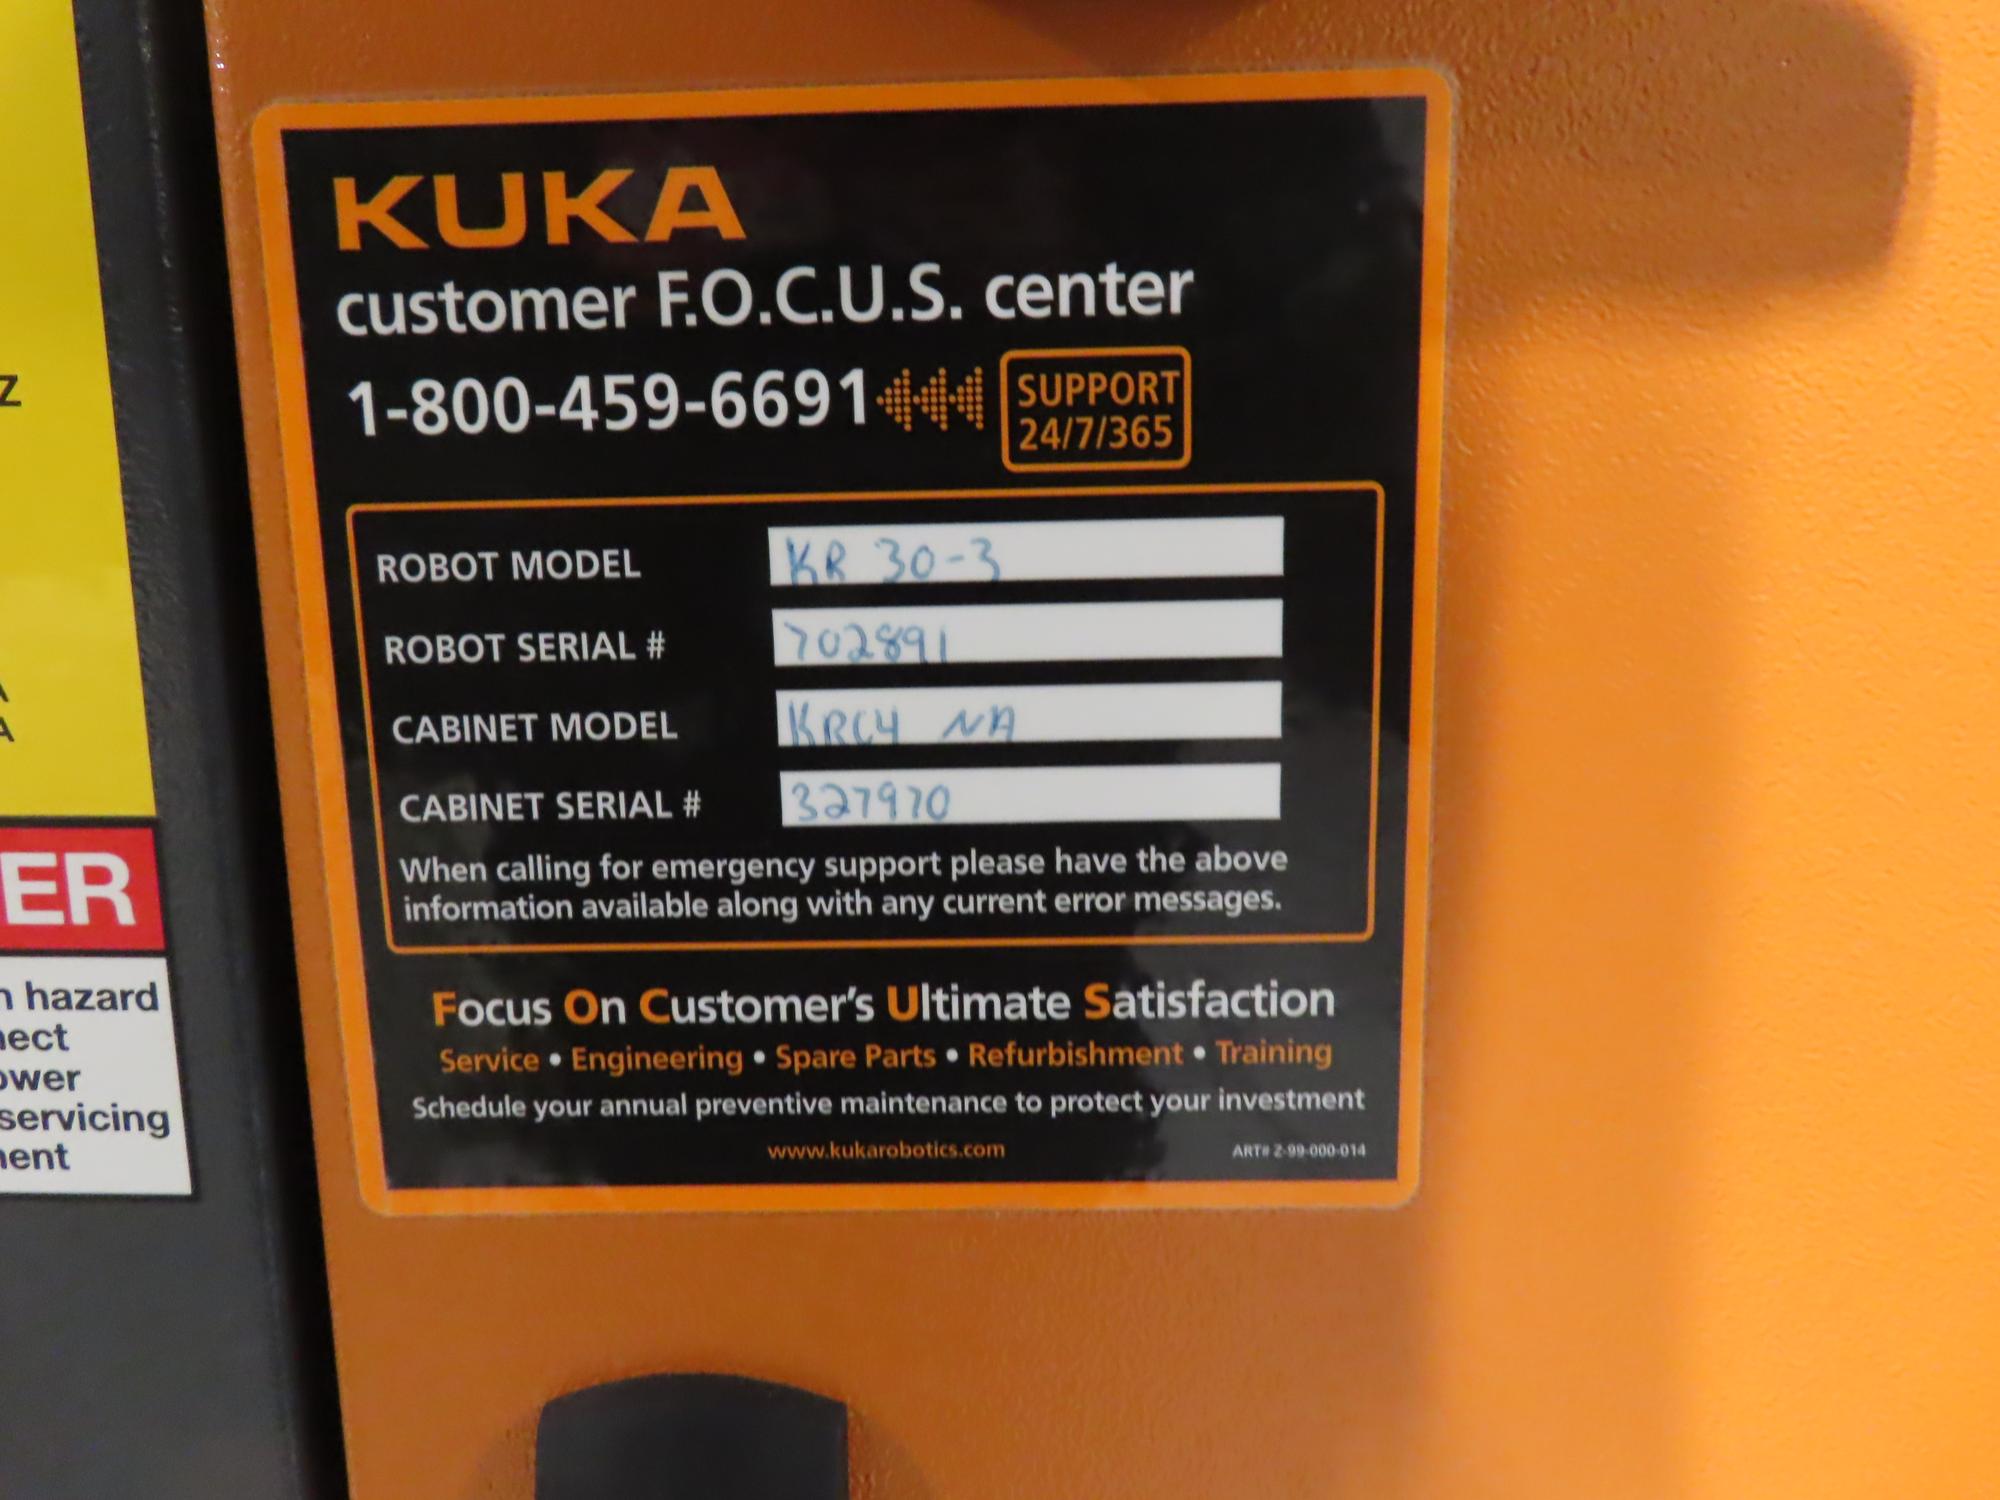 KUKA
customer F.O.C.U.S. center
1-800-459-6691
SUPPORT
24/7/365
ROBOT MODEL KR 30-3
ROBOT SERIAL # 702891
CABINET MODEL KRC4 NA
CABINET SERIAL # 327970
When calling for emergency support please have the above
information available along with any current error messages.
Focus On Customer's Ultimate Satisfaction
Service • Engineering • Spare Parts • Refurbishment • Training
Schedule your annual preventive maintenance to protect your investment
www.kukarobotics.com
ART# Z-99-000-014
Z
A
A
ER
hazard
servicing